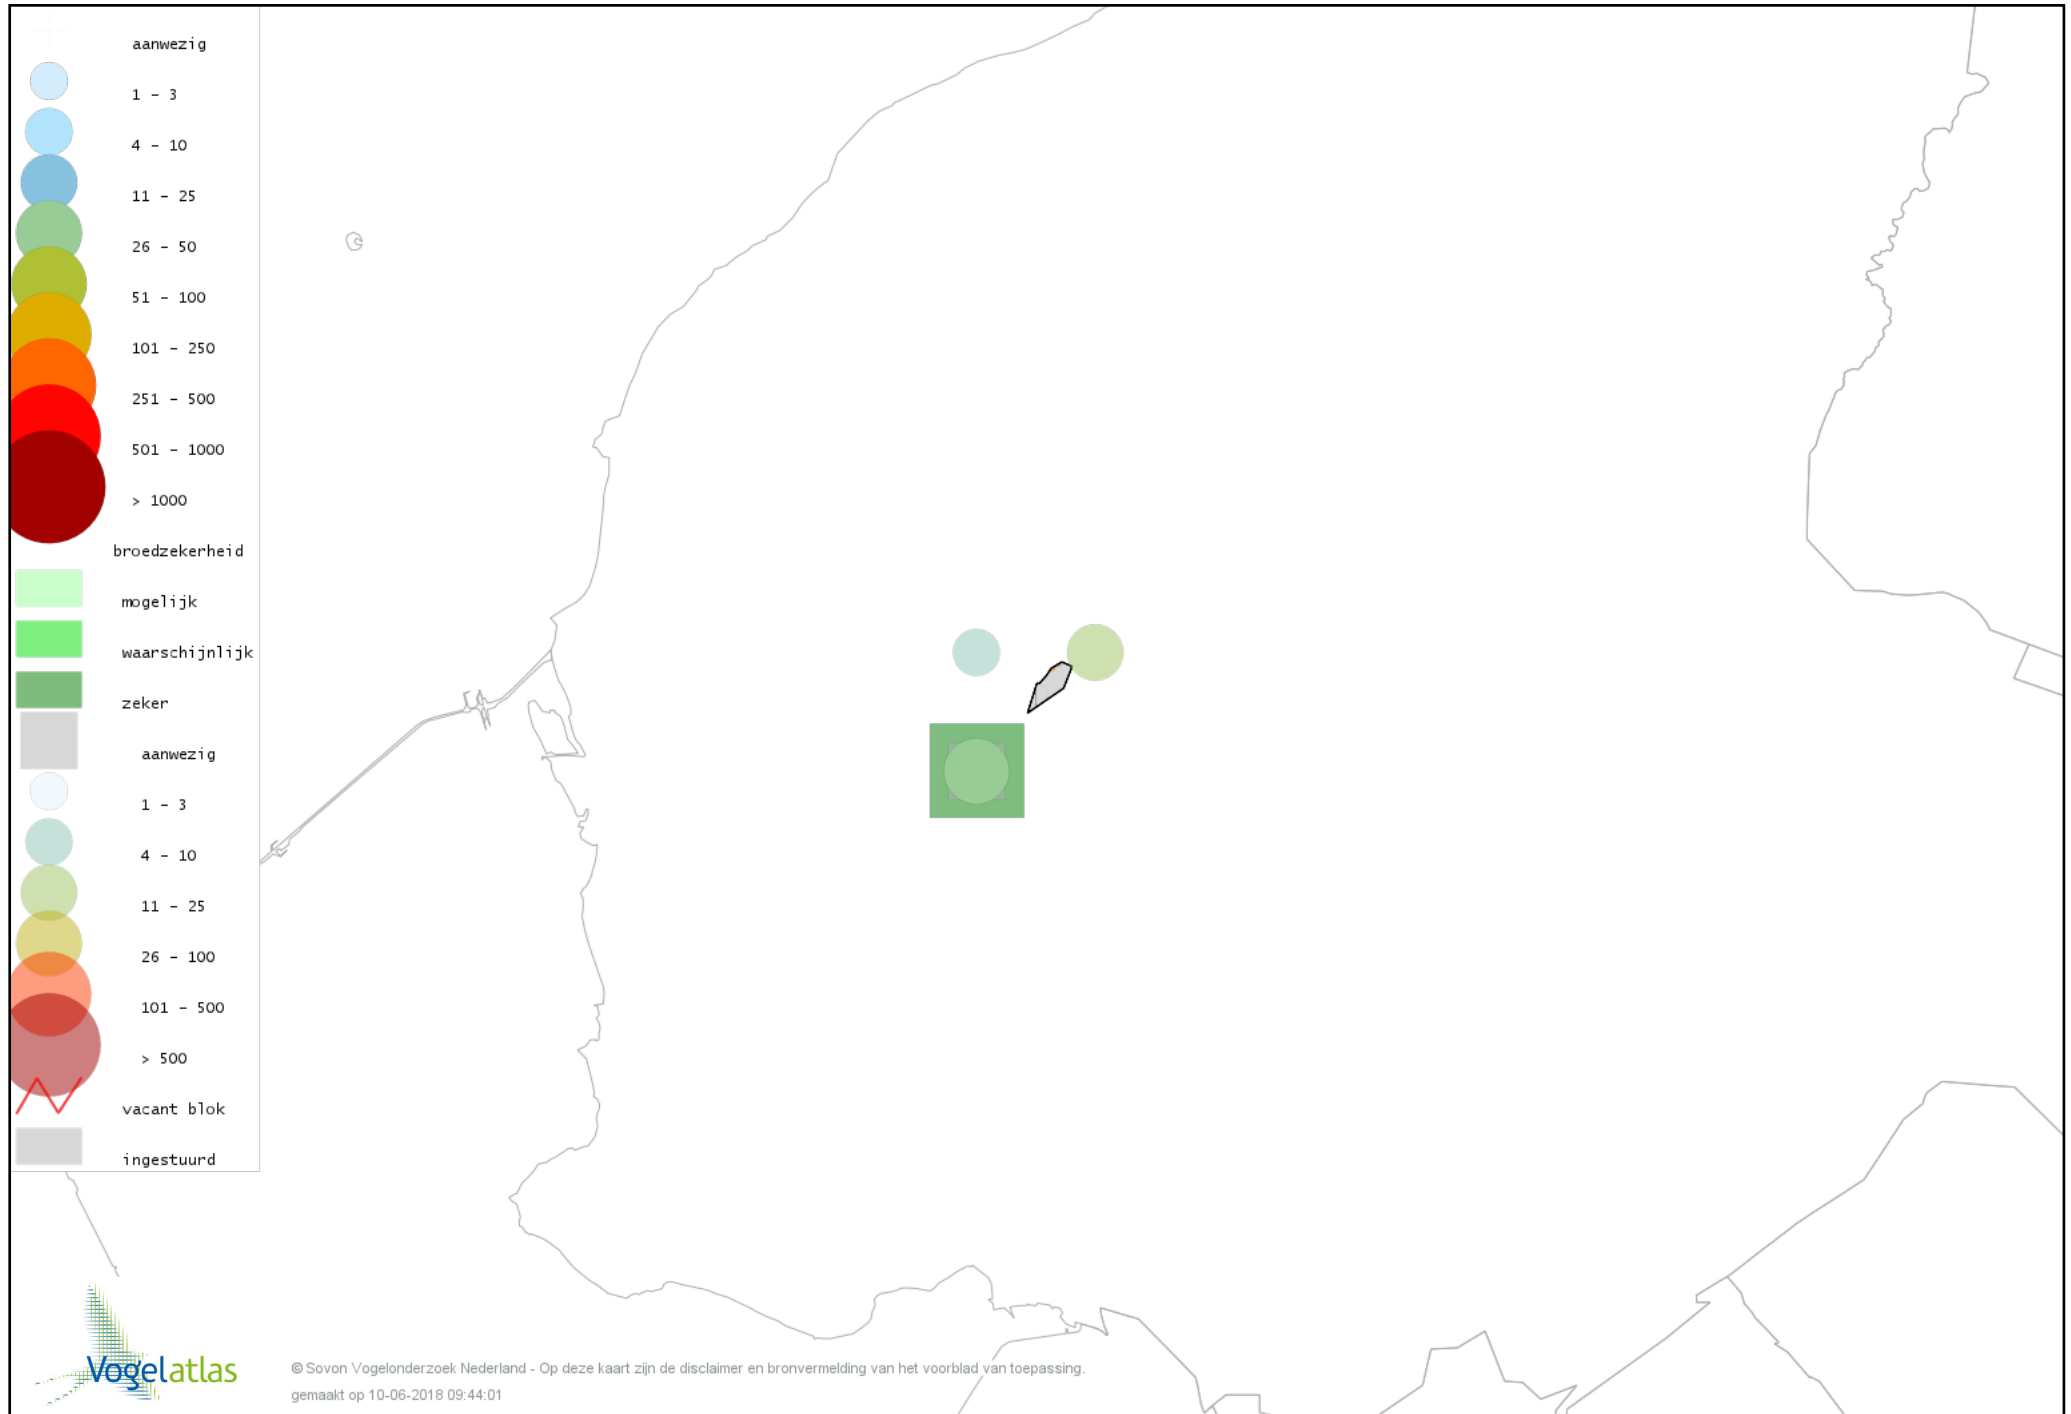 aanwezig
1 - 3
4 - 10
11 - 25
26 - 50
51 - 100
101 - 250
251 - 500
501 - 1000
> 1000
broedzekerheid
mogelijk
waarschijnlijk
zeker
aanwezig
1 - 3
4 - 10
11 - 25
26 - 100
101 - 500
> 500
vacant blok
ingestuurd
Vogelatlas
© Sovon Vogelonderzoek Nederland - Op deze kaart zijn de disclaimer en bronvermelding van het voorblad van toepassing.
gemaakt op 10-06-2018 09:44:01